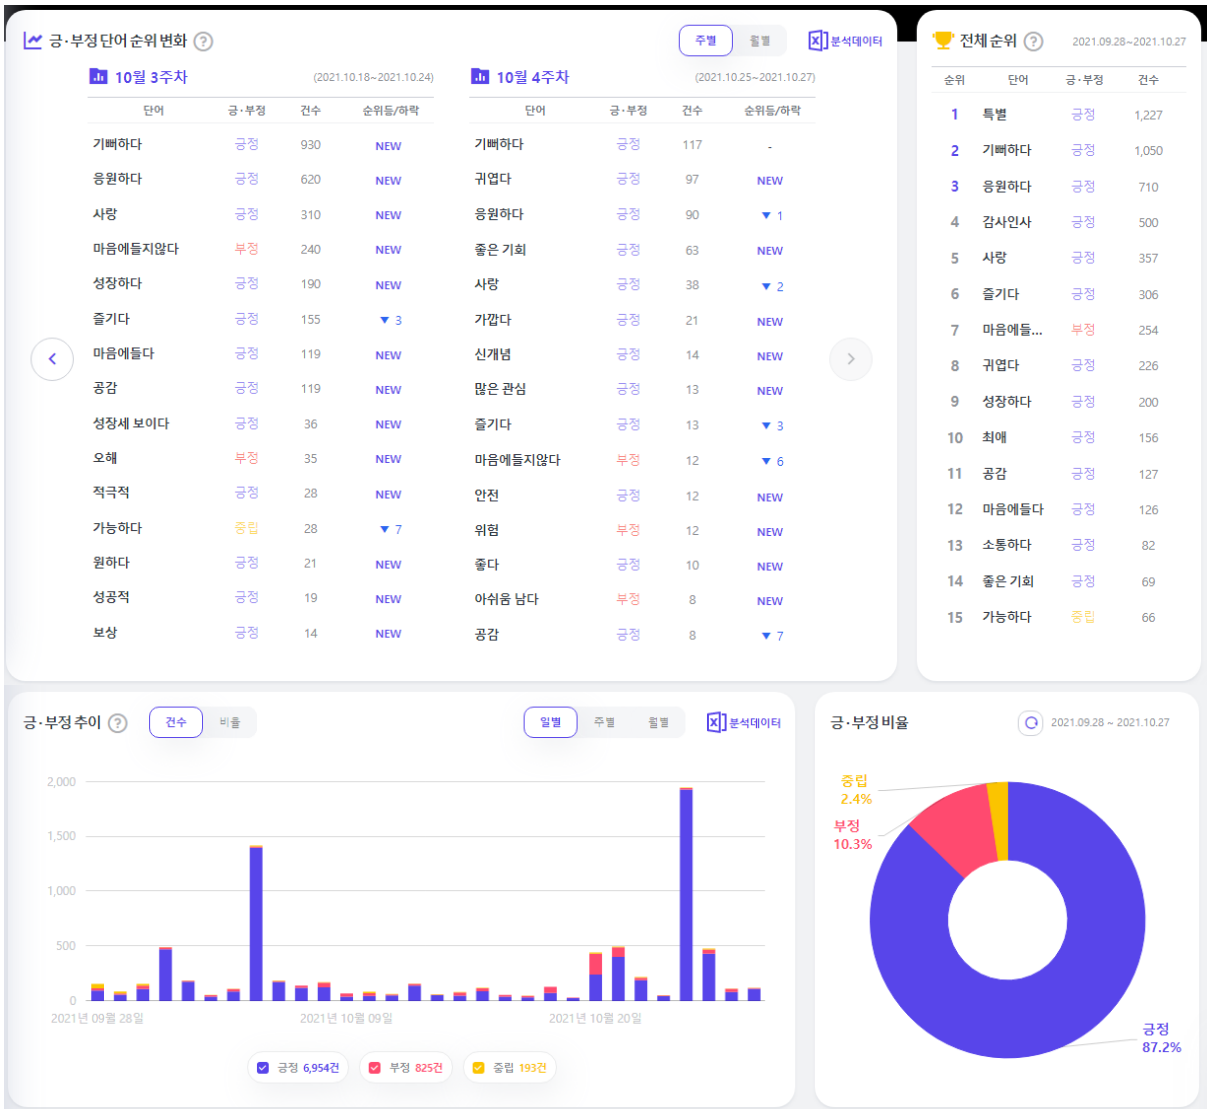 긍·부정 단어 순위 변화 ?
주별 월별 분석데이터
10월 3주차 (2021.10.18~2021.10.24)
단어 긍·부정 건수 순위등/하락
기뻐하다 긍정 930 NEW
응원하다 긍정 620 NEW
사랑 긍정 310 NEW
마음에들지않다 부정 240 NEW
성장하다 긍정 190 NEW
즐기다 긍정 155 ▼ 3
마음에들다 긍정 119 NEW
공감 긍정 119 NEW
성장세 보이다 긍정 36 NEW
오해 부정 35 NEW
적극적 긍정 28 NEW
가능하다 중립 28 ▼ 7
원하다 긍정 21 NEW
성공적 긍정 19 NEW
보상 긍정 14 NEW
10월 4주차 (2021.10.25~2021.10.27)
단어 긍·부정 건수 순위등/하락
기뻐하다 긍정 117 -
귀엽다 긍정 97 NEW
응원하다 긍정 90 ▼ 1
좋은 기회 긍정 63 NEW
사랑 긍정 38 ▼ 2
가깝다 긍정 21 NEW
신개념 긍정 14 NEW
많은 관심 긍정 13 NEW
즐기다 긍정 13 ▼ 3
마음에들지않다 부정 12 ▼ 6
안전 긍정 12 NEW
위험 부정 12 NEW
좋다 긍정 10 NEW
아쉬움 남다 부정 8 NEW
공감 긍정 8 ▼ 7
전체 순위 ? 2021.09.28~2021.10.27
순위 단어 긍·부정 건수
1 특별 긍정 1,227
2 기뻐하다 긍정 1,050
3 응원하다 긍정 710
4 감사인사 긍정 500
5 사랑 긍정 357
6 즐기다 긍정 306
7 마음에들... 부정 254
8 귀엽다 긍정 226
9 성장하다 긍정 200
10 최애 긍정 156
11 공감 긍정 127
12 마음에들다 긍정 126
13 소통하다 긍정 82
14 좋은 기회 긍정 69
15 가능하다 중립 66
긍·부정 추이 ? 건수 비율
일별 주별 월별 분석데이터
2,000
1,500
1,000
500
0
2021년 09월 28일 2021년 10월 09일 2021년 10월 20일
긍정 6,954건 부정 825건 중립 193건
긍·부정 비율 2021.09.28 ~ 2021.10.27
중립
2.4%
부정
10.3%
긍정
87.2%